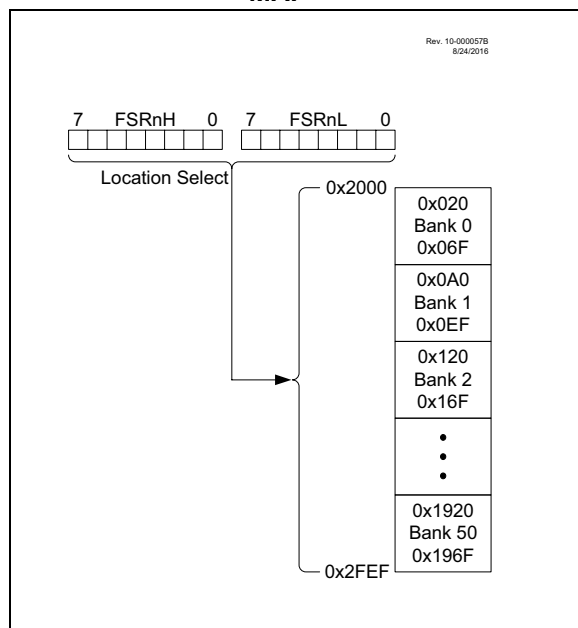 Rev. 10-000057B
8/24/2016
7 FSRnH 0 7 FSRnL 0
Location Select
0x2000
0x020
Bank 0
0x06F
0x0A0
Bank 1
0x0EF
0x120
Bank 2
0x16F
0x1920
Bank 50
0x196F
0x2FEF